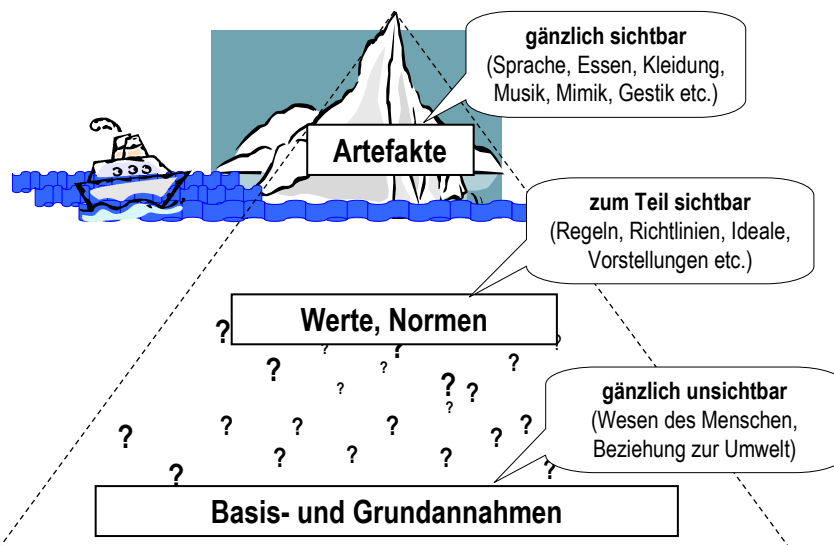 gänzlich sichtbar
(Sprache, Essen, Kleidung,
Musik, Mimik, Gestik etc.)
Artefakte
zum Teil sichtbar
(Regeln, Richtlinien, Ideale,
Vorstellungen etc.)
Werte, Normen
? ? ?
? ? ? ? ? ?
?
? ? ? ? ?
? ? ? ? ?
? ?
gänzlich unsichtbar
(Wesen des Menschen,
Beziehung zur Umwelt)
Basis- und Grundannahmen